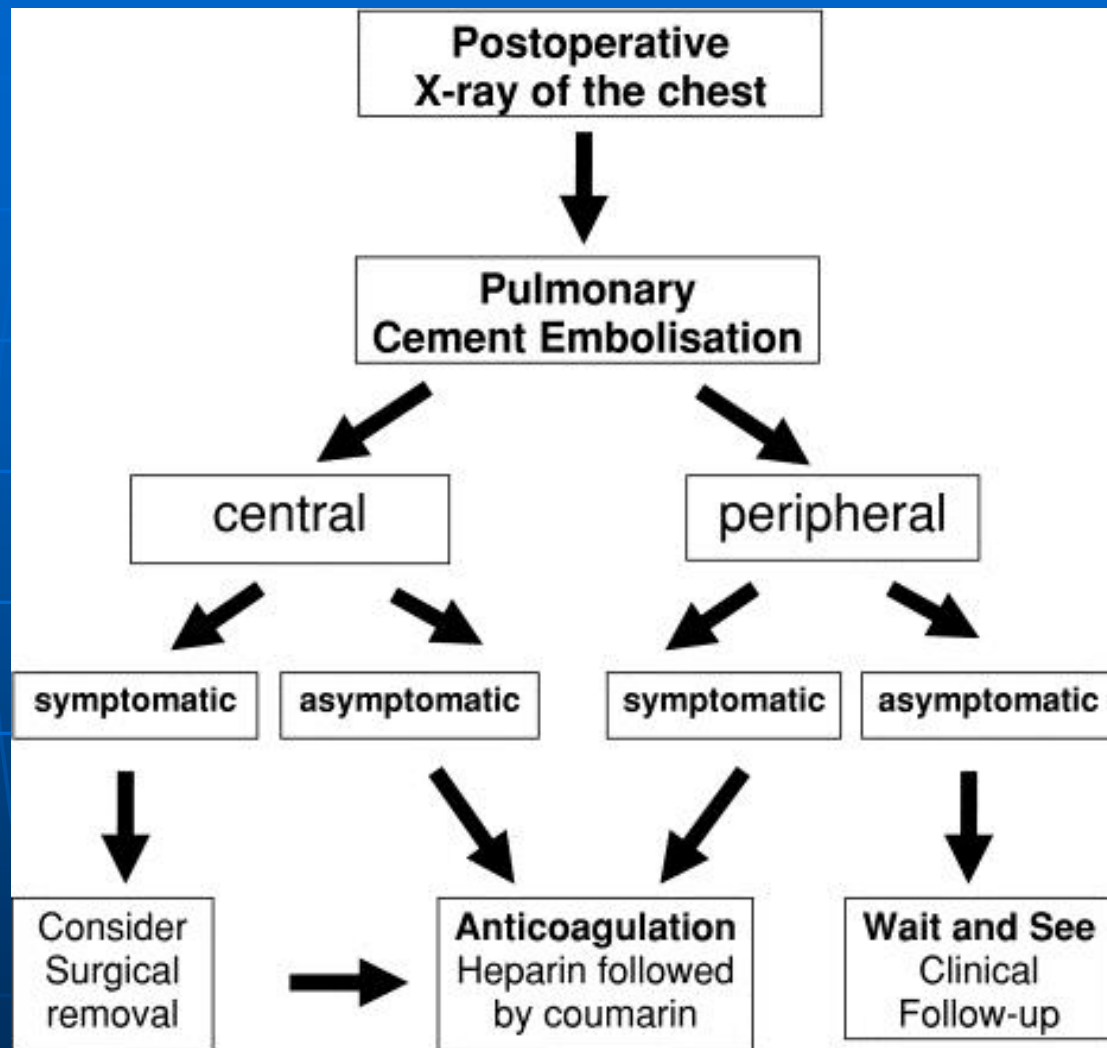 Postoperative
X-ray of the chest
Pulmonary
Cement Embolisation
central
peripheral
symptomatic
asymptomatic
symptomatic
asymptomatic
Consider
Surgical
removal
Anticoagulation
Heparin followed
by coumarin
Wait and See
Clinical
Follow-up